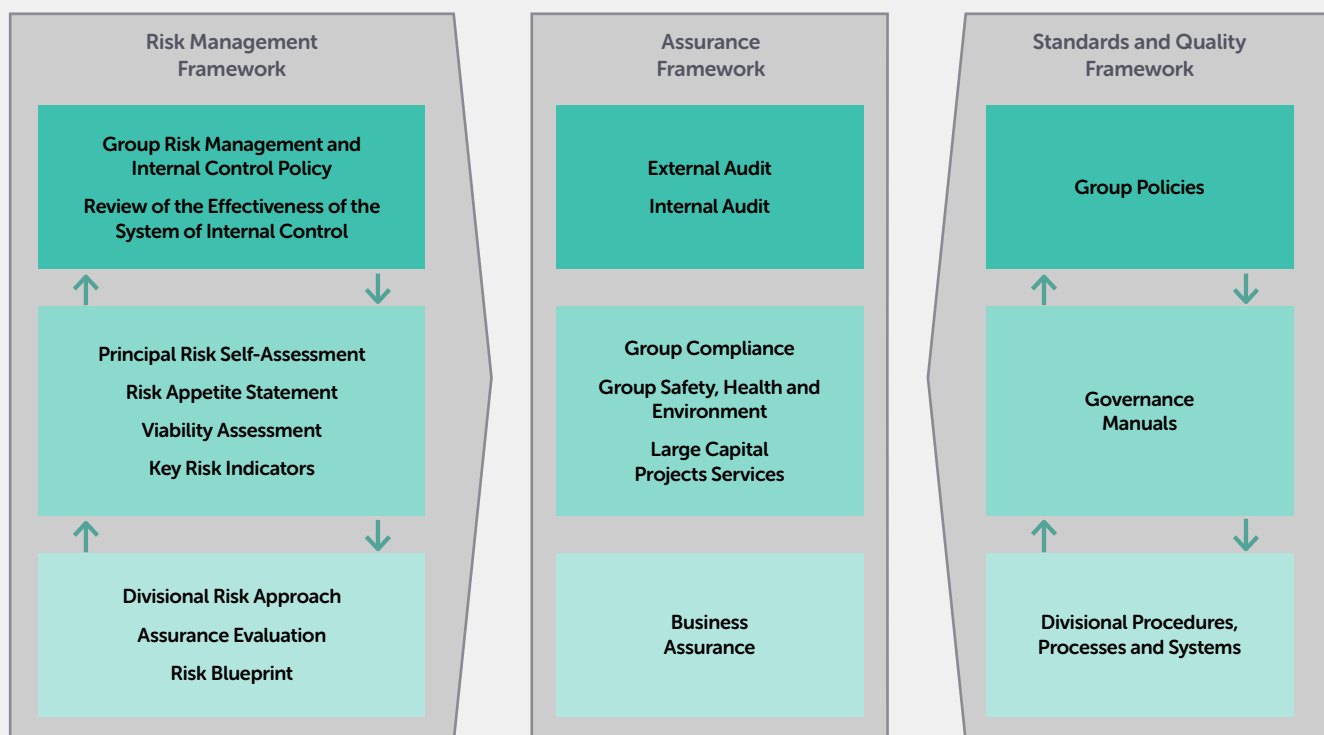 Risk Management
Framework
Group Risk Management and
Internal Control Policy
Review of the Effectiveness of the
System of Internal Control
Principal Risk Self-Assessment
Risk Appetite Statement
Viability Assessment
Key Risk Indicators
Divisional Risk Approach
Assurance Evaluation
Risk Blueprint
Assurance
Framework
External Audit
Internal Audit
Group Compliance
Group Safety, Health and
Environment
Large Capital
Projects Services
Business
Assurance
Standards and Quality
Framework
Group Policies
Governance
Manuals
Divisional Procedures,
Processes and Systems